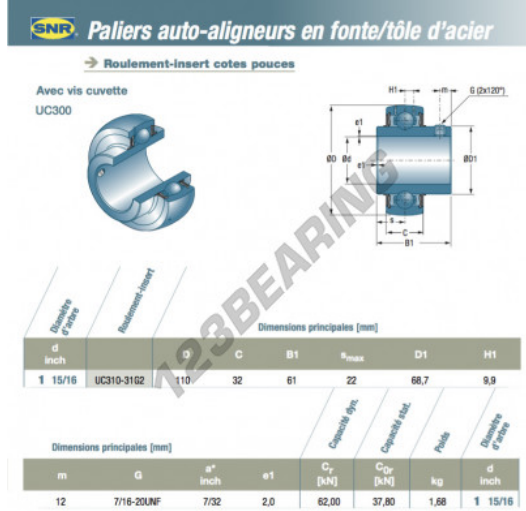 SNR Paliers auto-aligneurs en fonte/tôle d'acier
➔ Roulement-insert cotes pouces
Avec vis cuvette
UC300
H1 m G (2x120°)
e1
ØD Ød e1 ØD1
s
C
B1
123BEARING
Diamètre d'arbre Roulement-insert Dimensions principales [mm]
d inch D C B1 smax D1 H1
1 15/16 UC310-31G2 110 32 61 22 68,7 9,9
Dimensions principales [mm] Capacité dyn. Capacité stat. Poids Diamètre d'arbre
m G a* inch e1 Cr [kN] C0r [kN] kg d inch
12 7/16-20UNF 7/32 2,0 62,00 37,80 1,68 1 15/16